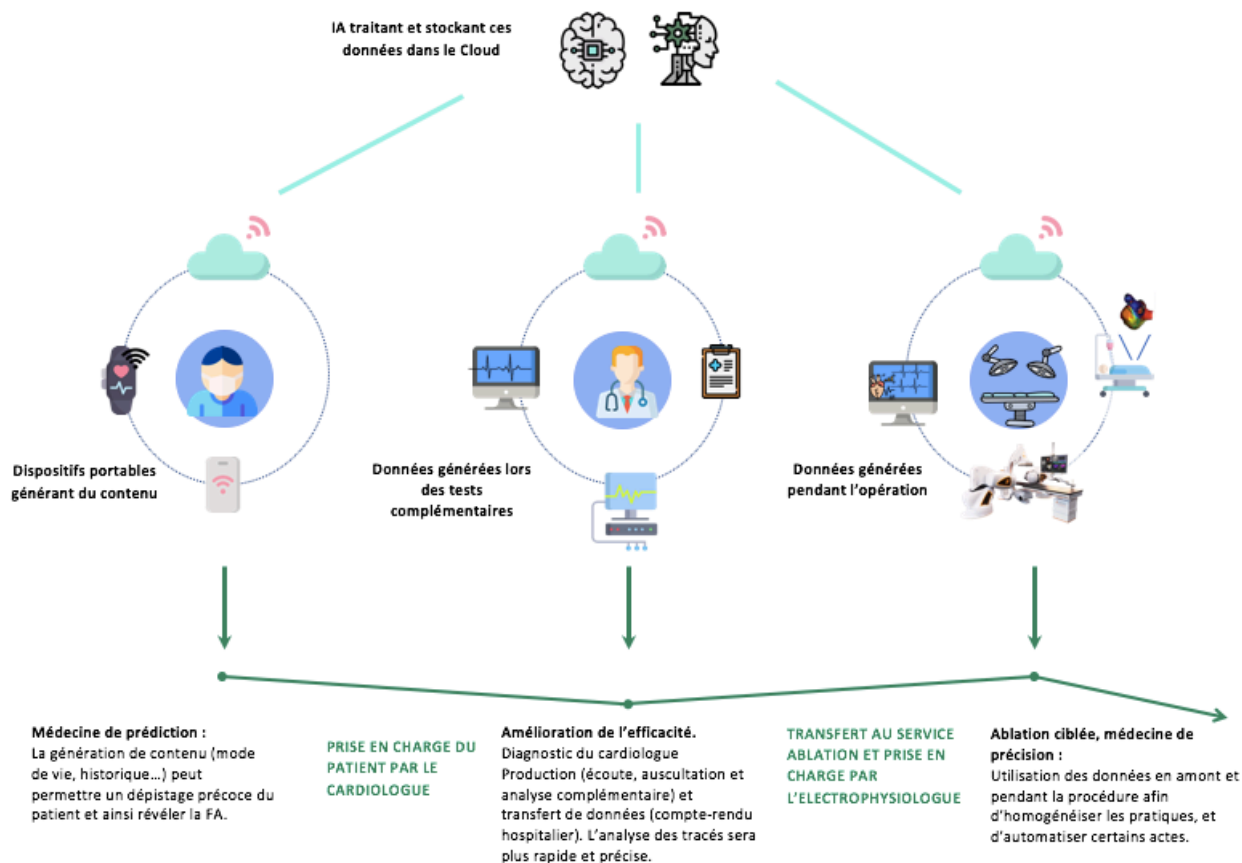 IA traitant et stockant ces
données dans le Cloud
Dispositifs portables
générant du contenu
Données générées lors
des tests
complémentaires
Données générées
pendant l'opération
Médecine de prédiction :
La génération de contenu (mode
de vie, historique...) peut
permettre un dépistage précoce du
patient et ainsi révéler la FA.
PRISE EN CHARGE DU
PATIENT PAR LE
CARDIOLOGUE
Amélioration de l'efficacité.
Diagnostic du cardiologue
Production (écoute, auscultation et
analyse complémentaire) et
transfert de données (compte-rendu
hospitalier). L'analyse des tracés sera
plus rapide et précise.
TRANSFERT AU SERVICE
ABLATION ET PRISE EN
CHARGE PAR
L'ELECTROPHYSIOLOGUE
Ablation ciblée, médecine de
précision :
Utilisation des données en amont et
pendant la procédure afin
d'homogénéiser les pratiques, et
d'automatiser certains actes.